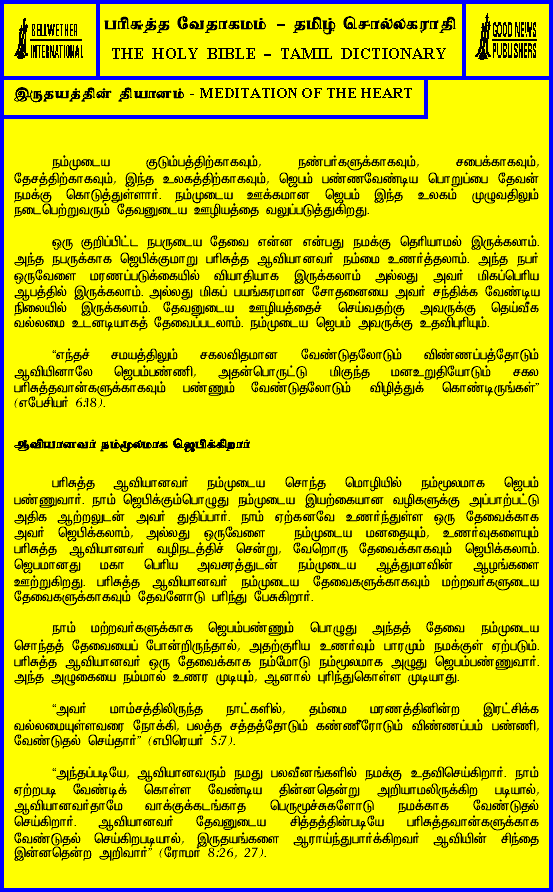 BELLWETHER
INTERNATIONAL
பரிசுத்த வேதாகமம் – தமிழ் சொல்லகராதி
THE HOLY BIBLE – TAMIL DICTIONARY
GOOD NEWS
PUBLISHERS
இருதயத்தின் தியானம் - MEDITATION OF THE HEART
நம்முடைய குடும்பத்திற்காகவும், நண்பர்களுக்காகவும், சபைக்காகவும்,
தேசத்திற்காகவும், இந்த உலகத்திற்காகவும், ஜெபம் பண்ணவேண்டிய பொறுப்பை தேவன்
நமக்கு கொடுத்துள்ளார். நம்முடைய ஊக்கமான ஜெபம் இந்த உலகம் முழுவதிலும்
நடைபெற்றுவரும் தேவனுடைய ஊழியத்தை வலுப்படுத்துகிறது.
ஒரு குறிப்பிட்ட நபருடைய தேவை என்ன என்பது நமக்கு தெரியாமல் இருக்கலாம்.
அந்த நபருக்காக ஜெபிக்குமாறு பரிசுத்த ஆவியானவர் நம்மை உணர்த்தலாம். அந்த நபர்
ஒருவேளை மரணப்படுக்கையில் வியாதியாக இருக்கலாம் அல்லது அவர் மிகப்பெரிய
ஆபத்தில் இருக்கலாம். அல்லது மிகப் பயங்கரமான சோதனையை அவர் சந்திக்க வேண்டிய
நிலையில் இருக்கலாம். தேவனுடைய ஊழியத்தைச் செய்வதற்கு அவருக்கு தெய்வீக
வல்லமை உடனடியாகத் தேவைப்படலாம். நம்முடைய ஜெபம் அவருக்கு உதவிபுரியும்.
“எந்தச் சமயத்திலும் சகலவிதமான வேண்டுதலோடும் விண்ணப்பத்தோடும்
ஆவியினாலே ஜெபம்பண்ணி, அதன்பொருட்டு மிகுந்த மனஉறுதியோடும் சகல
பரிசுத்தவான்களுக்காகவும் பண்ணும் வேண்டுதலோடும் விழித்துக் கொண்டிருங்கள்”
(எபேசியர் 6:18).
ஆவியானவர் நம்மூலமாக ஜெபிக்கிறார்
பரிசுத்த ஆவியானவர் நம்முடைய சொந்த மொழியில் நம்மூலமாக ஜெபம்
பண்ணுவார். நாம் ஜெபிக்கும்பொழுது நம்முடைய இயற்கையான வழிகளுக்கு அப்பாற்பட்டு
அதிக ஆற்றலுடன் அவர் துதிப்பார். நாம் ஏற்கனவே உணர்ந்துள்ள ஒரு தேவைக்காக
அவர் ஜெபிக்கலாம், அல்லது ஒருவேளை நம்முடைய மனதையும், உணர்வுகளையும்
பரிசுத்த ஆவியானவர் வழிநடத்திச் சென்று, வேறொரு தேவைக்காகவும் ஜெபிக்கலாம்.
ஜெபமானது மகா பெரிய அவசரத்துடன் நம்முடைய ஆத்துமாவின் ஆழங்களை
ஊற்றுகிறது. பரிசுத்த ஆவியானவர் நம்முடைய தேவைகளுக்காகவும் மற்றவர்களுடைய
தேவைகளுக்காகவும் தேவனோடு பரிந்து பேசுகிறார்.
நாம் மற்றவர்களுக்காக ஜெபம்பண்ணும் பொழுது அந்தத் தேவை நம்முடைய
சொந்தத் தேவையைப் போன்றிருந்தால், அதற்குரிய உணர்வும் பாரமும் நமக்குள் ஏற்படும்.
பரிசுத்த ஆவியானவர் ஒரு தேவைக்காக நம்மோடு நம்மூலமாக அழுது ஜெபம்பண்ணுவார்.
அந்த அழுகையை நம்மால் உணர முடியும், ஆனால் புரிந்துகொள்ள முடியாது.
“அவர் மாம்சத்திலிருந்த நாட்களில், தம்மை மரணத்தினின்ற இரட்சிக்க
வல்லமையுள்ளவரை நோக்கி, பலத்த சத்தத்தோடும் கண்ணீரோடும் விண்ணப்பம் பண்ணி,
வேண்டுதல் செய்தார்” (எபிரெயர் 5:7).
“அந்தப்படியே, ஆவியானவரும் நமது பலவீனங்களில் நமக்கு உதவிசெய்கிறார். நாம்
ஏற்றபடி வேண்டிக் கொள்ள வேண்டிய தின்னதென்று அறியாமலிருக்கிற படியால்,
ஆவியானவர்தாமே வாக்குக்கடங்காத பெருமூச்சுகளோடு நமக்காக வேண்டுதல்
செய்கிறார். ஆவியானவர் தேவனுடைய சித்தத்தின்படியே பரிசுத்தவான்களுக்காக
வேண்டுதல் செய்கிறபடியால், இருதயங்களை ஆராய்ந்துபார்க்கிறவர் ஆவியின் சிந்தை
இன்னதென்ற அறிவார்” (ரோமர் 8:26, 27).